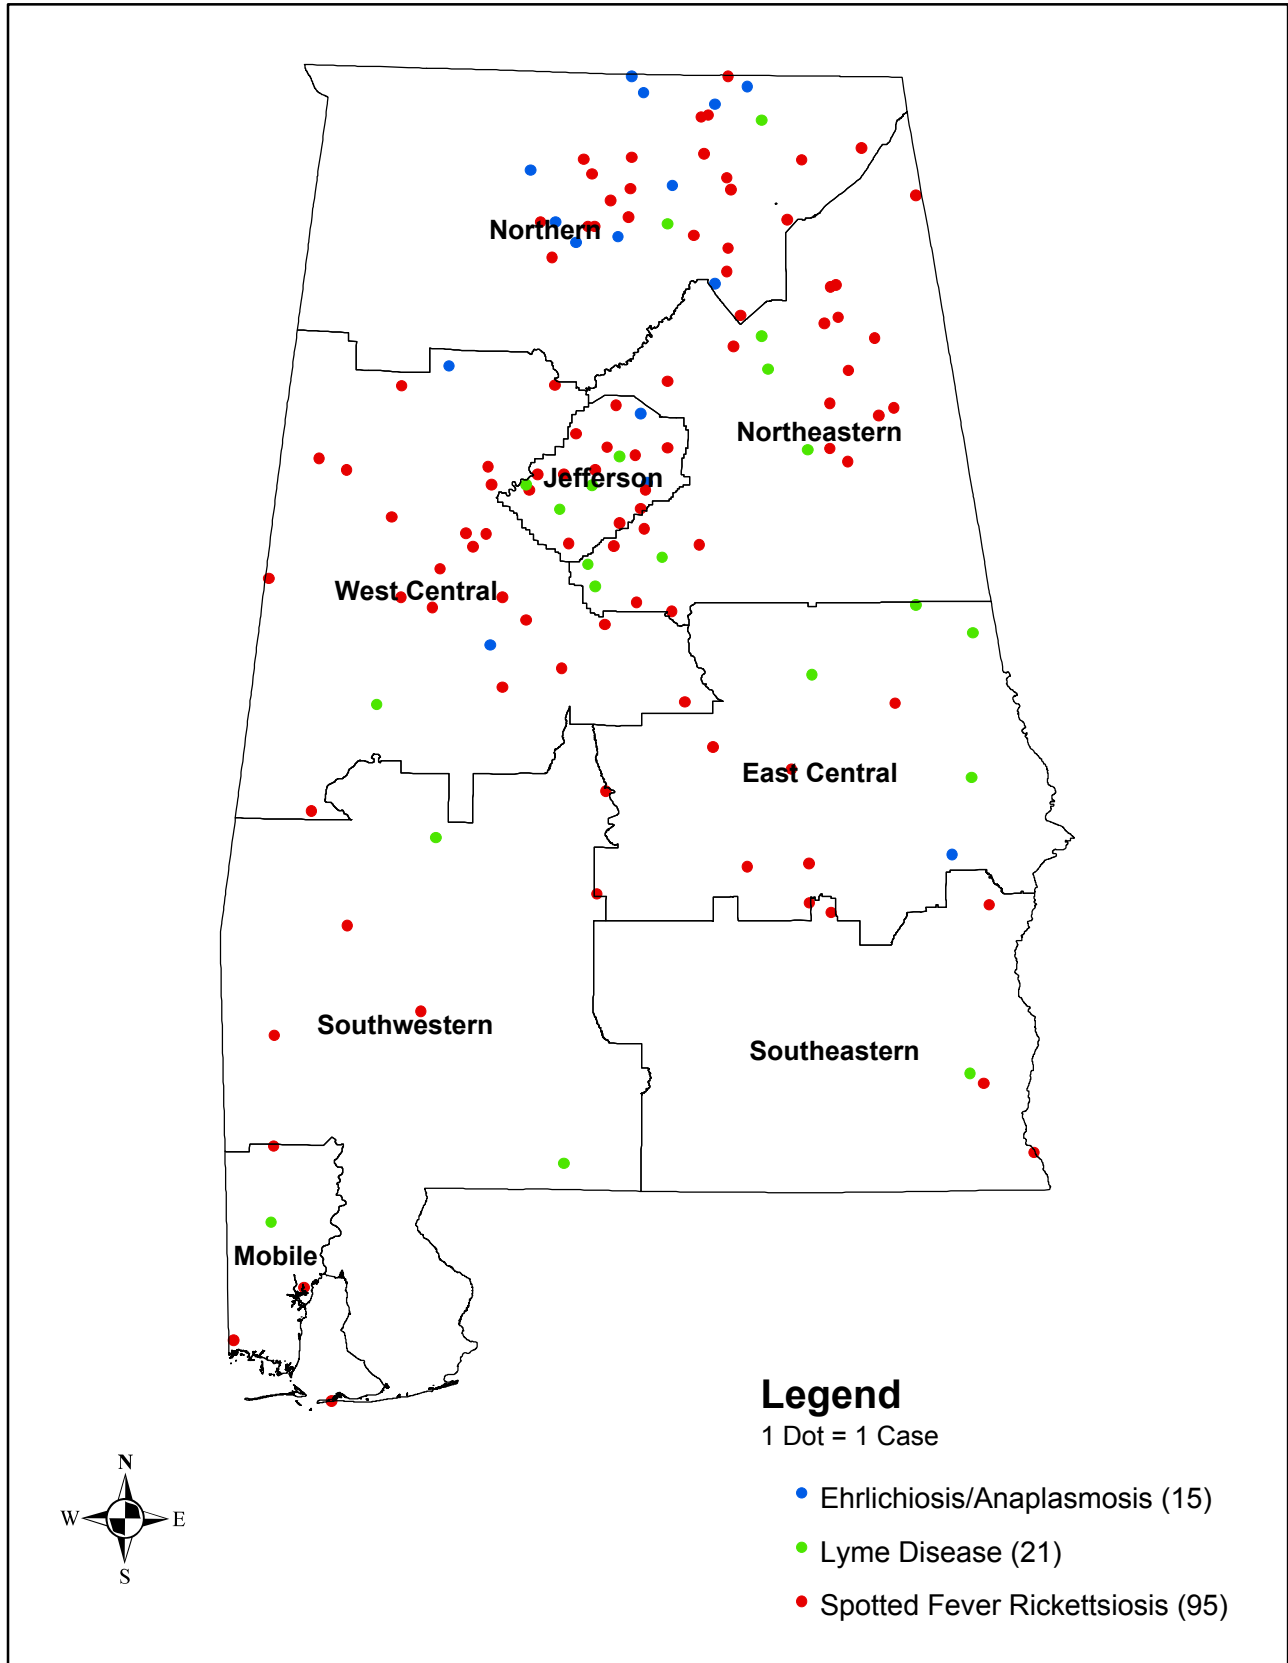 Northern
Northeastern
Jefferson
West Central
East Central
Southwestern
Southeastern
Mobile
Legend
1 Dot = 1 Case
Ehrlichiosis/Anaplasmosis (15)
Lyme Disease (21)
Spotted Fever Rickettsiosis (95)
N
W E
S